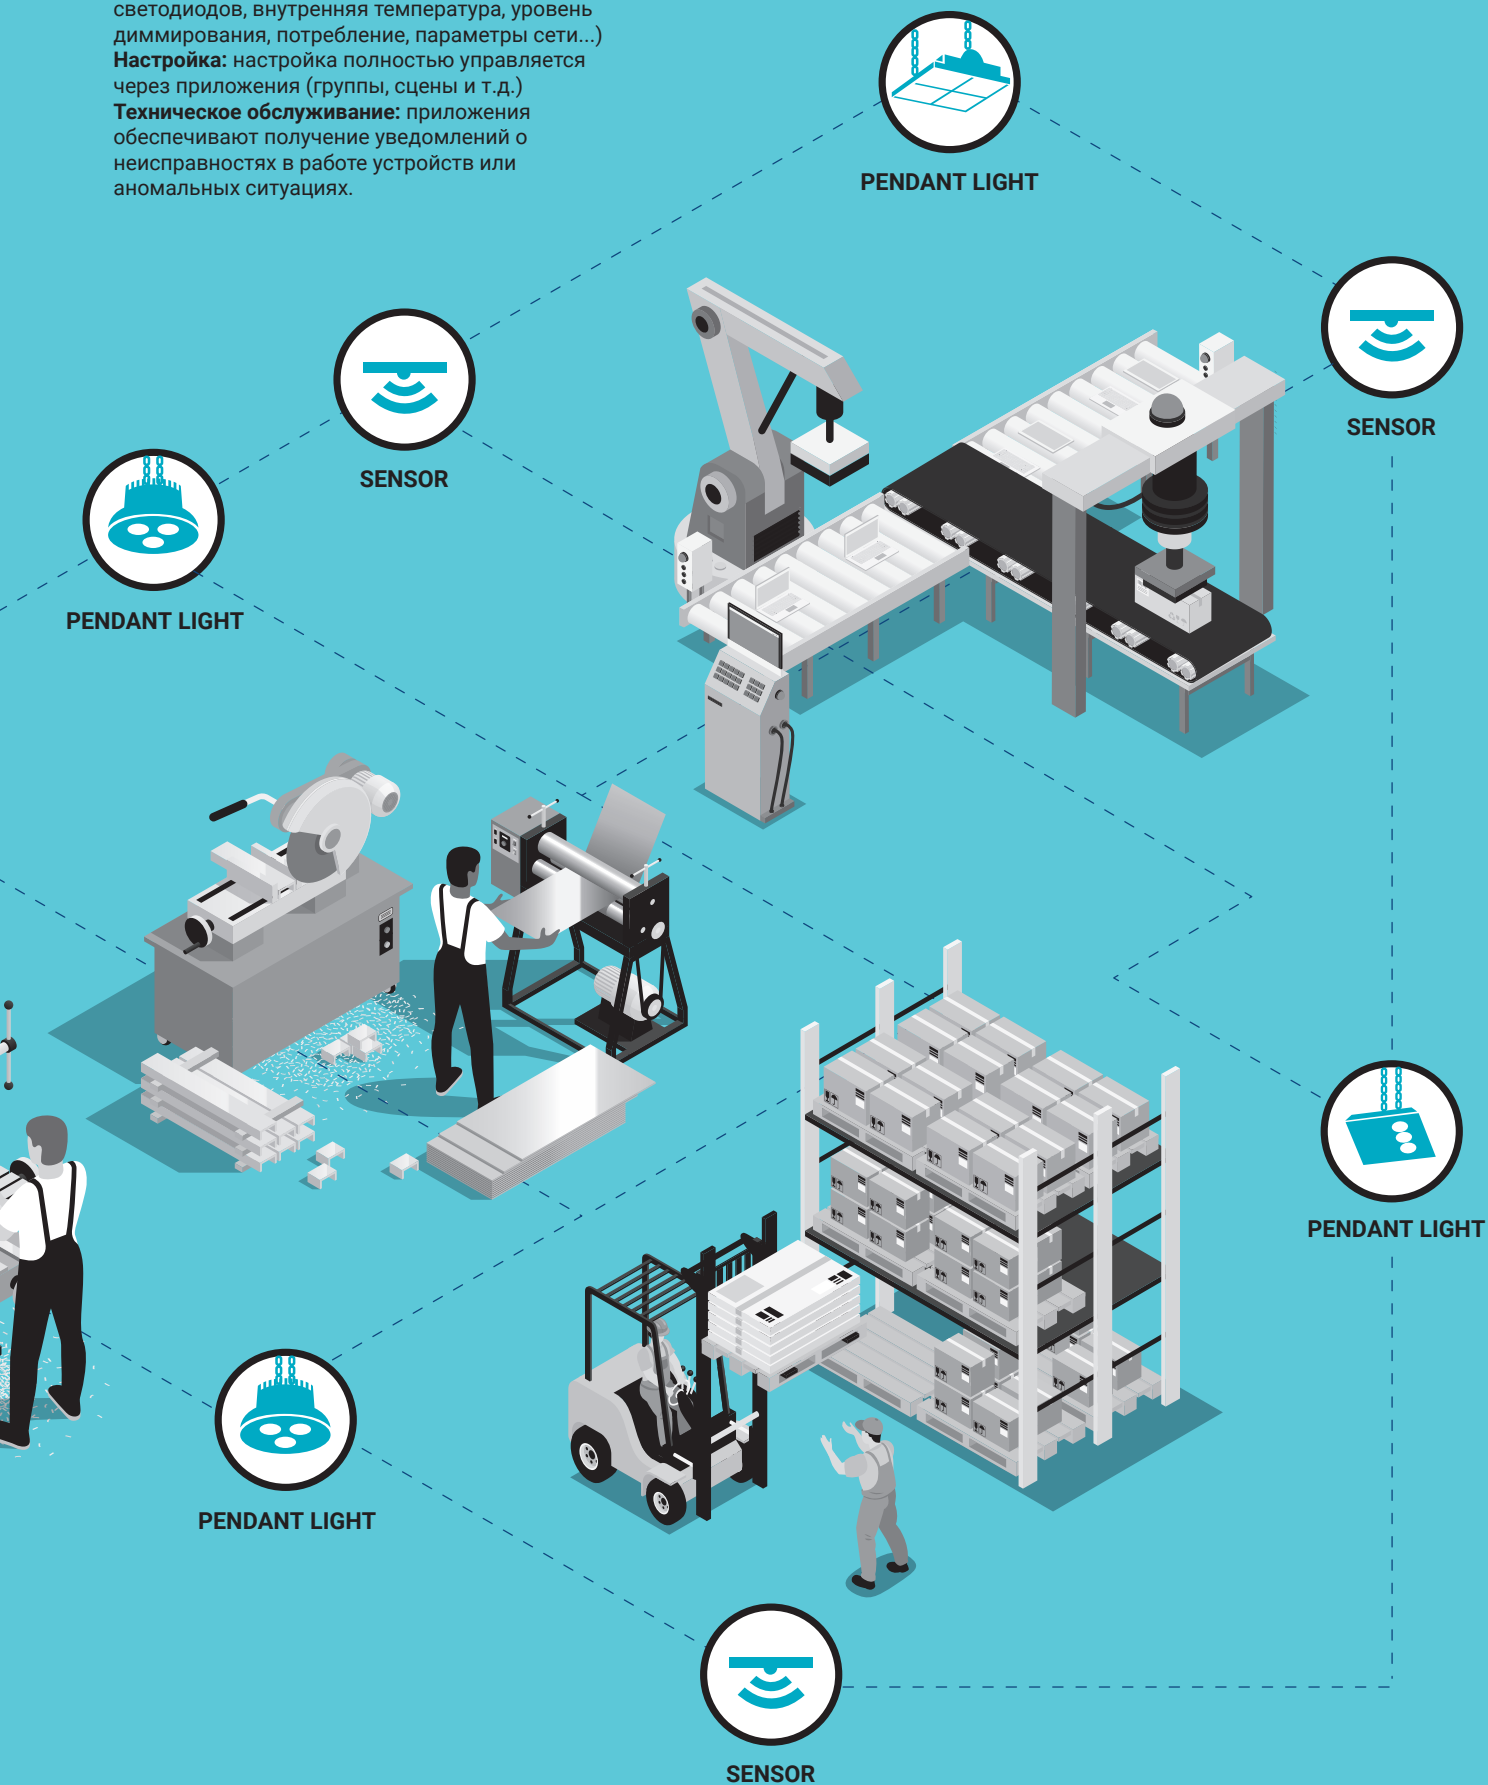 светодиодов, внутренняя температура, уровень
диммирования, потребление, параметры сети...)
Настройка: настройка полностью управляется
через приложения (группы, сцены и т.д.)
Техническое обслуживание: приложения
обеспечивают получение уведомлений о
неисправностях в работе устройств или
аномальных ситуациях.
PENDANT LIGHT
SENSOR
SENSOR
PENDANT LIGHT
PENDANT LIGHT
PENDANT LIGHT
SENSOR